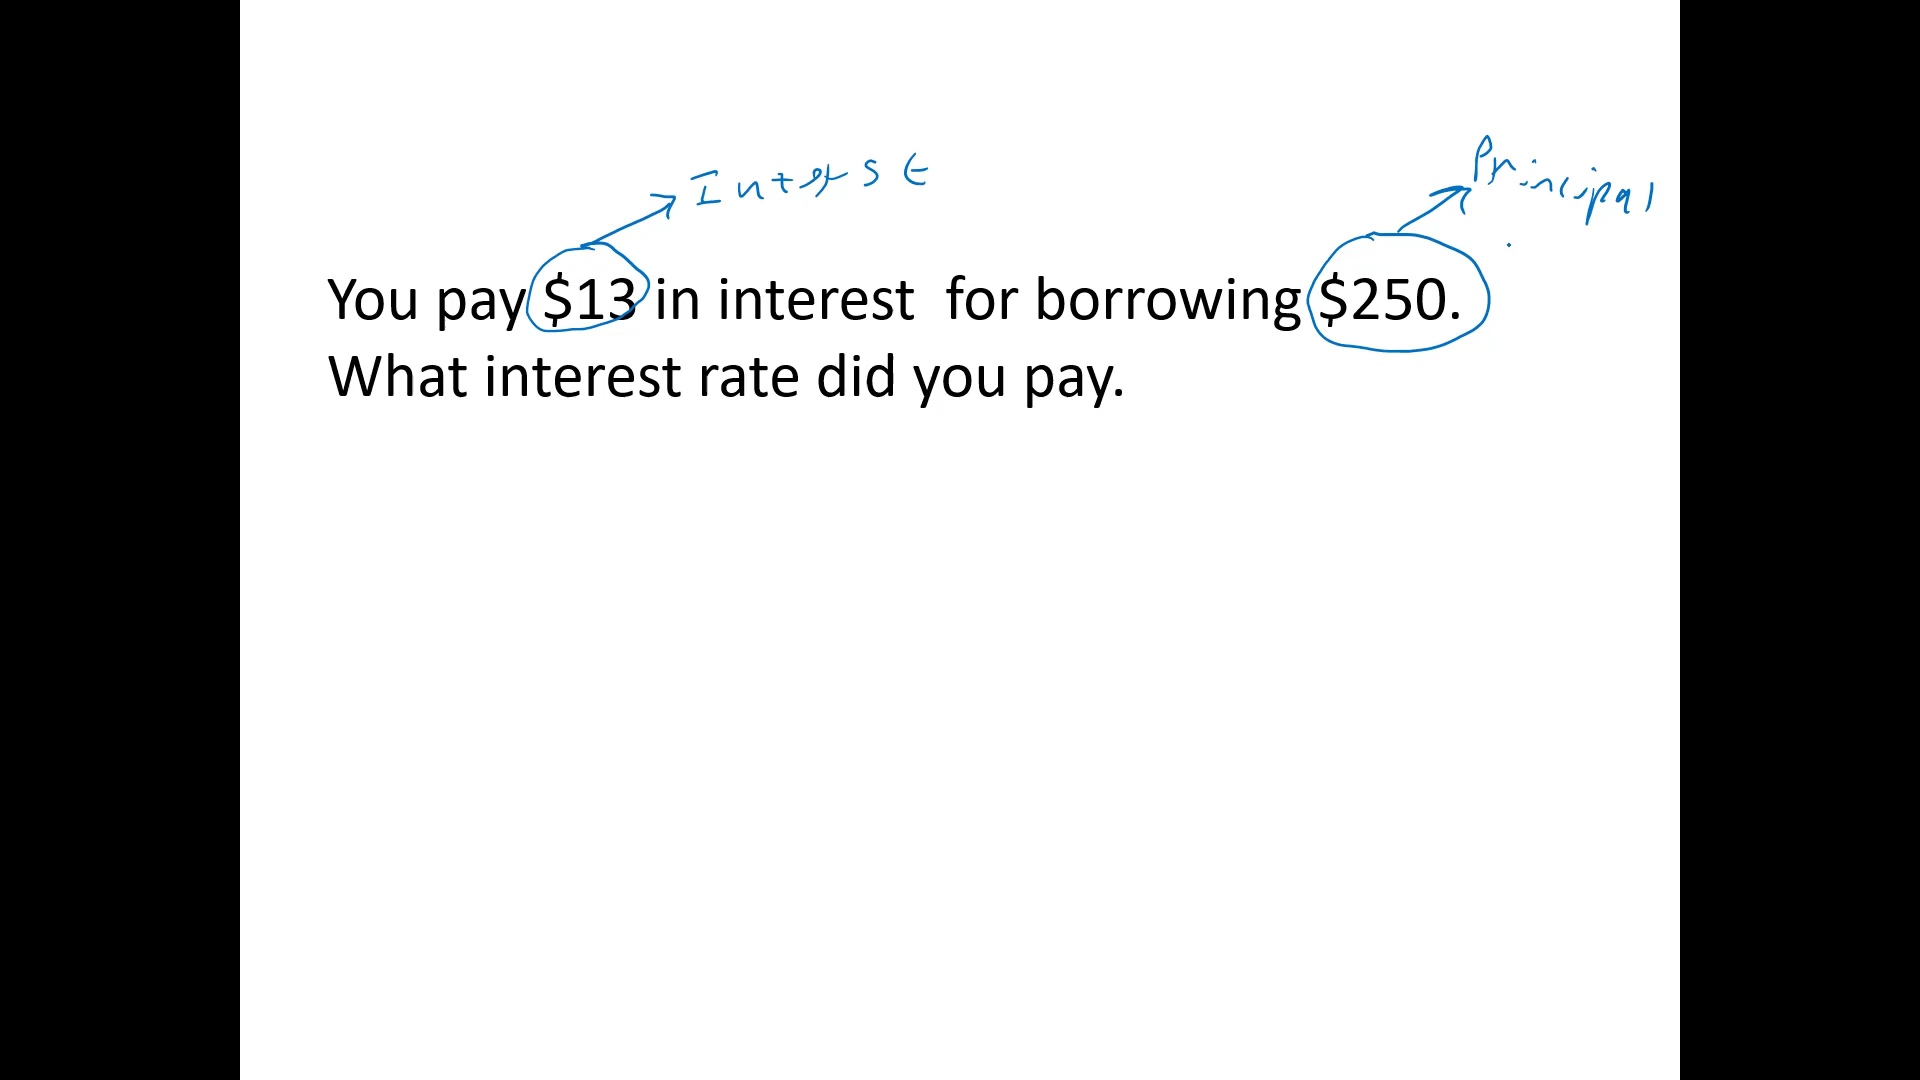 Interest
Principal
You pay $13 in interest for borrowing $250.
What interest rate did you pay.